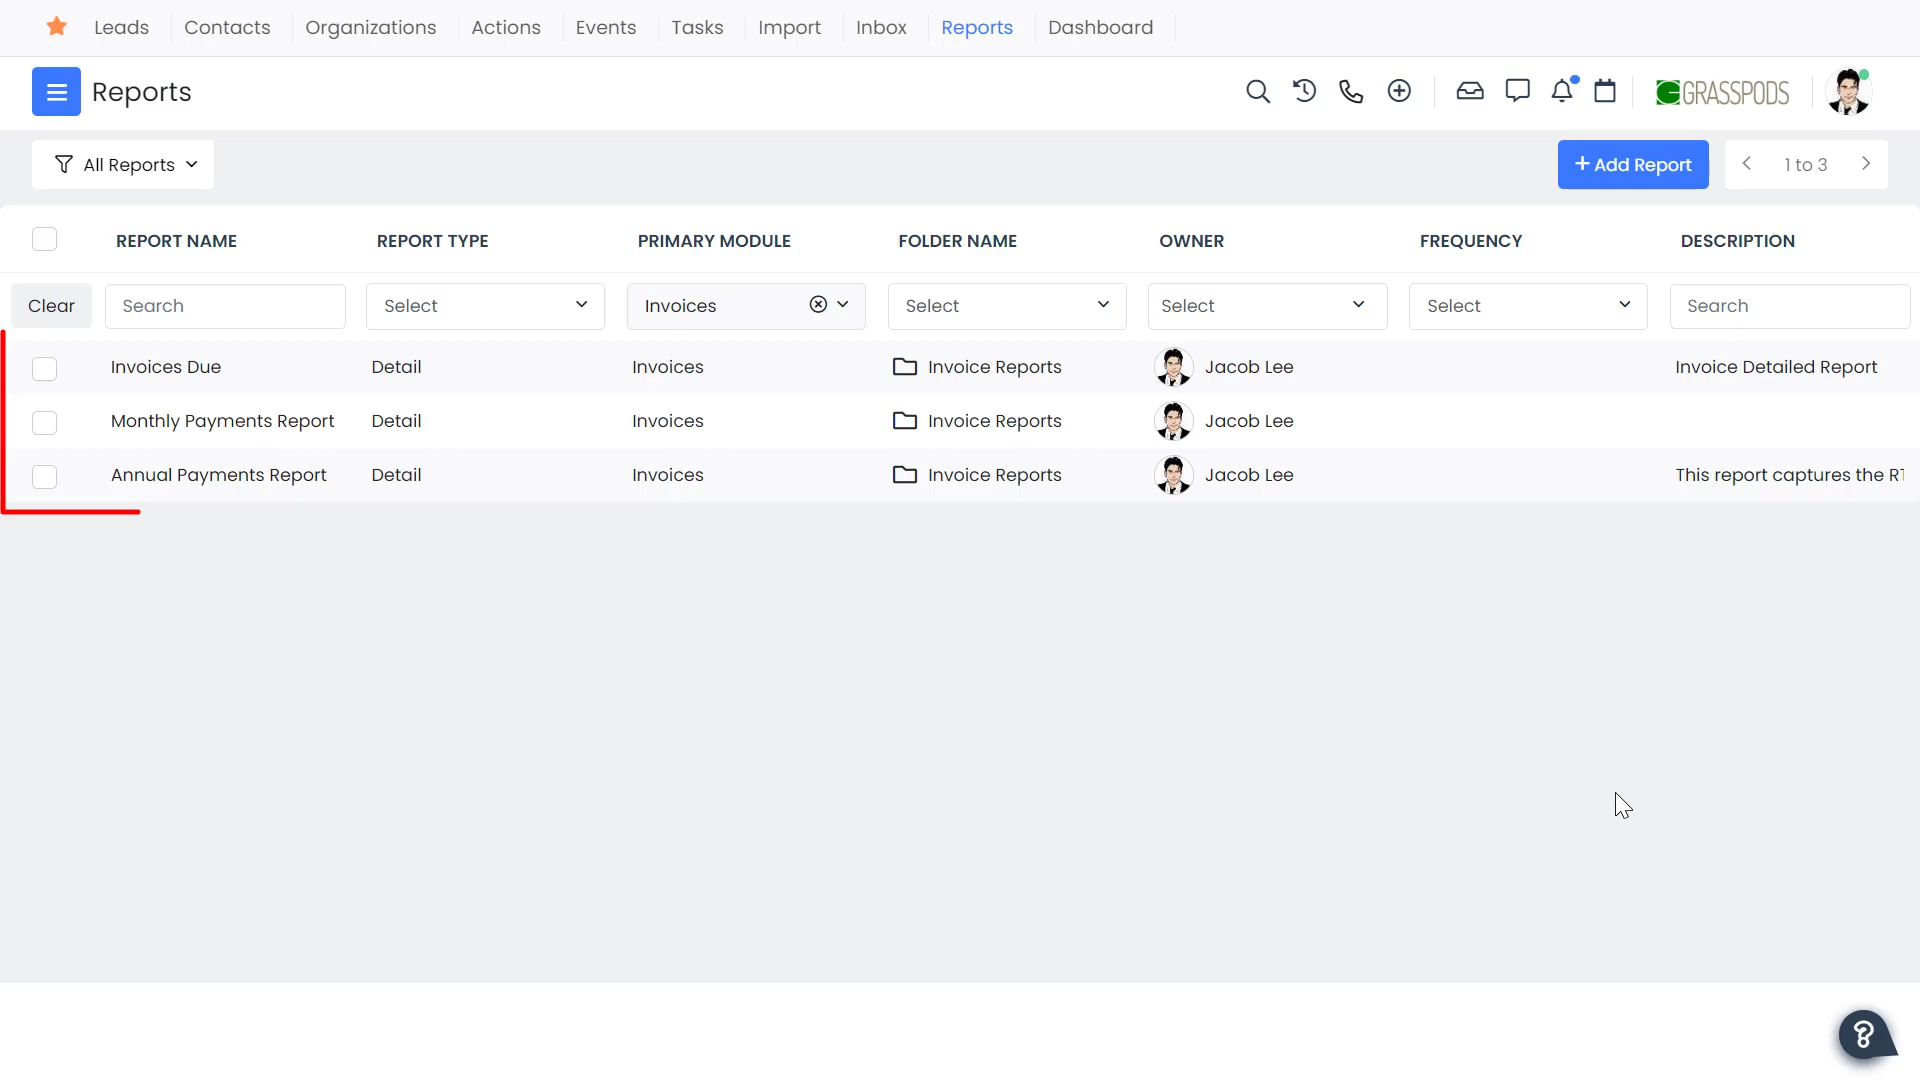 Leads Contacts Organizations Actions Events Tasks Import Inbox Reports Dashboard
Reports
GRASSPODS
All Reports
+ Add Report
1 to 3
REPORT NAME REPORT TYPE PRIMARY MODULE FOLDER NAME OWNER FREQUENCY DESCRIPTION
Clear Search Select Invoices Select Select Select Search
Invoices Due Detail Invoices Invoice Reports Jacob Lee Invoice Detailed Report
Monthly Payments Report Detail Invoices Invoice Reports Jacob Lee
Annual Payments Report Detail Invoices Invoice Reports Jacob Lee This report captures the
?